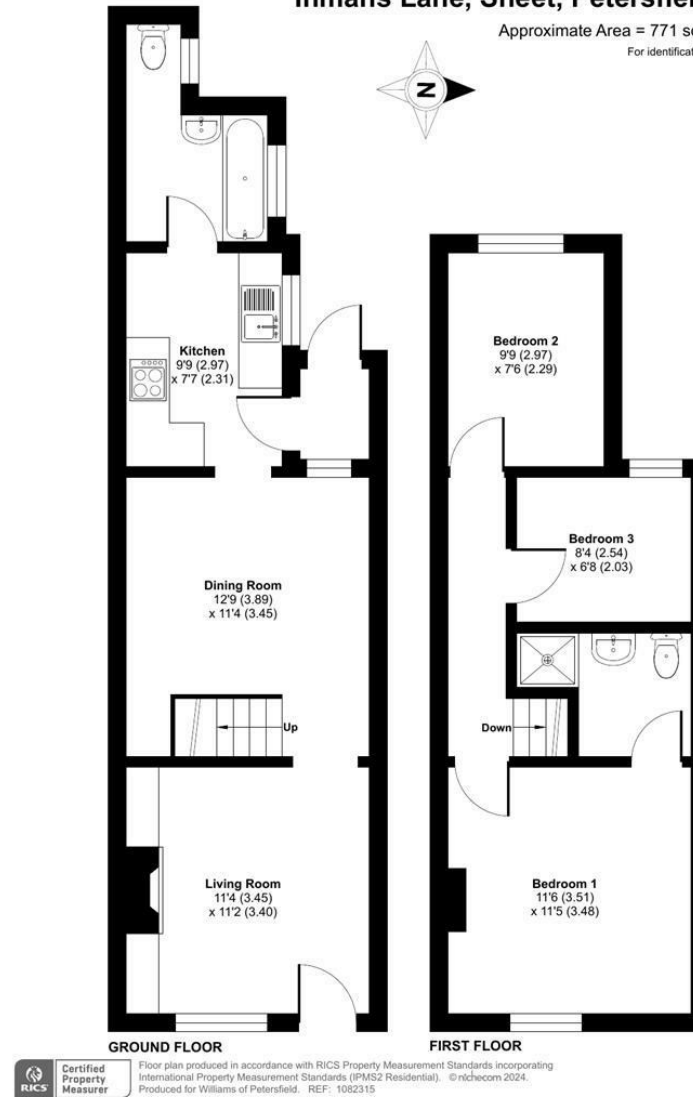 Inmans Lane, Sheet, Petersfiel
Approximate Area = 771 sq
For identificat
N
Kitchen
9'9 (2.97)
x 7'7 (2.31)
Bedroom 2
9'9 (2.97)
x 7'6 (2.29)
Bedroom 3
8'4 (2.54)
x 6'8 (2.03)
Dining Room
12'9 (3.89)
x 11'4 (3.45)
Up
Down
Living Room
11'4 (3.45)
x 11'2 (3.40)
Bedroom 1
11'6 (3.51)
x 11'5 (3.48)
GROUND FLOOR
FIRST FLOOR
RICS
Certified
Property
Measurer
Floor plan produced in accordance with RICS Property Measurement Standards incorporating
International Property Measurement Standards (IPMS2 Residential). © nichecom 2024.
Produced for Williams of Petersfield. REF: 1082315